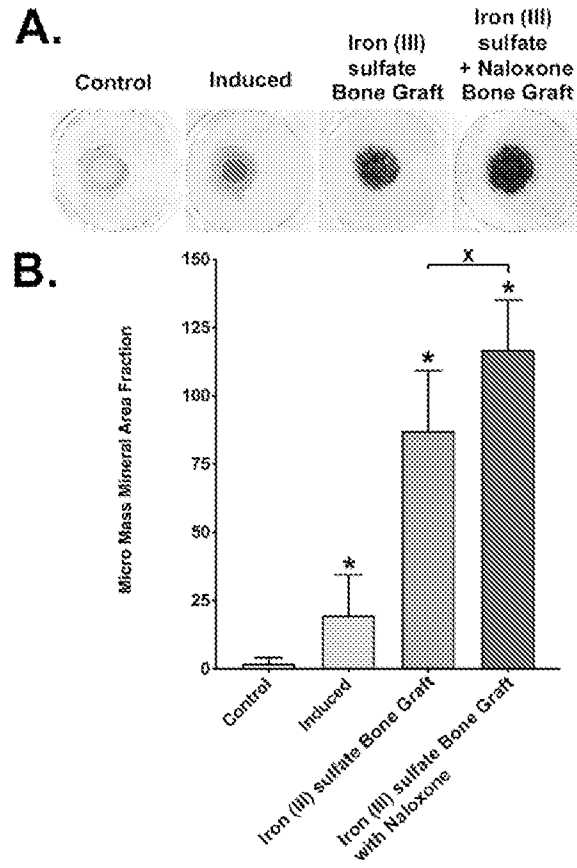 A.
Control
Induced
Iron (III)
sulfate
Bone Graft
Iron (III)
sulfate
+ Naloxone
Bone Graft
B.
Micro Mass Mineral Area Fraction
150
125
100
75
50
25
0
*
*
x
*
Control
Induced
Iron (III) sulfate Bone Graft
Iron (III) sulfate Bone Graft
with Naloxone